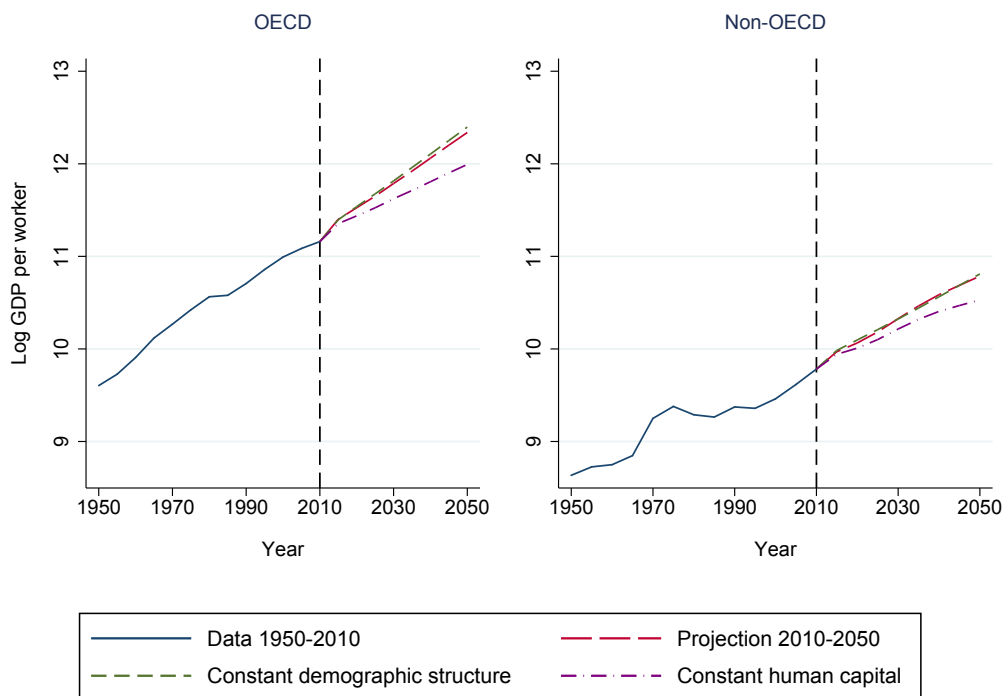 OECD
Non-OECD
Log GDP per worker
13
12
11
10
9
1950 1970 1990 2010 2030 2050
Year
13
12
11
10
9
1950 1970 1990 2010 2030 2050
Year
Data 1950-2010
Projection 2010-2050
Constant demographic structure
Constant human capital